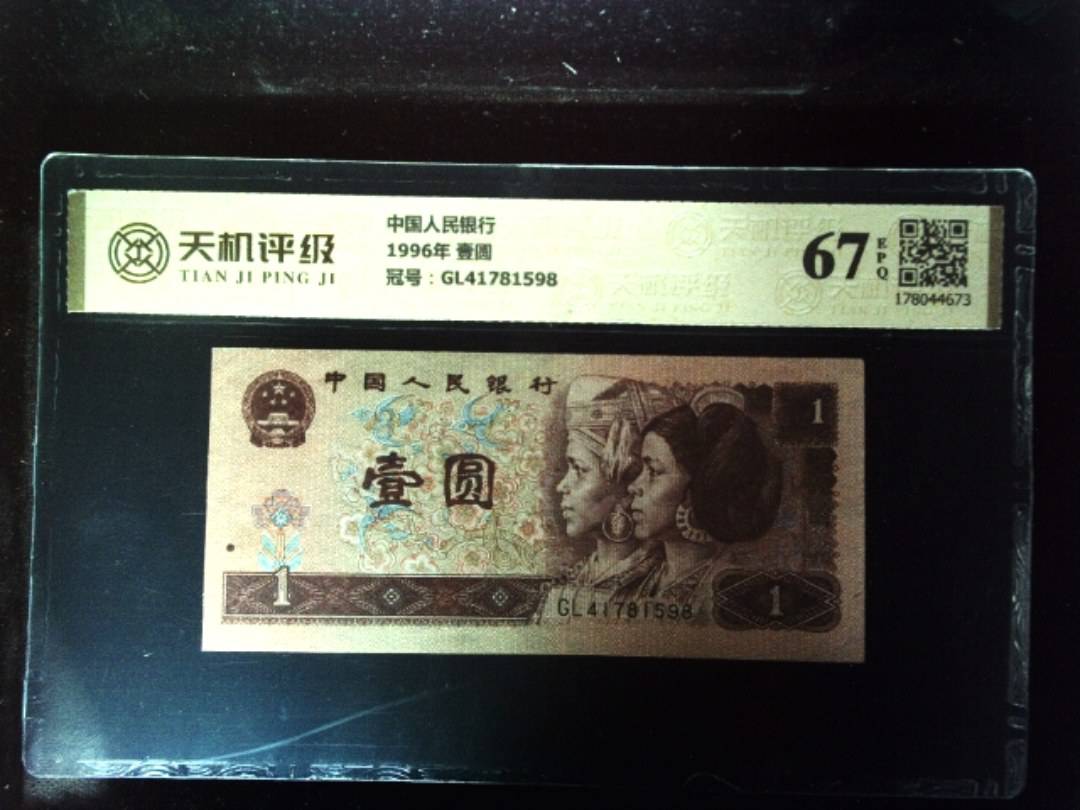 天机评级
TIAN JI PING JI
中国人民银行
1996年 壹圆
冠号：GL41781598
67
EPQ
178044673
中国人民银行
1
壹圆
1
GL41781598
1